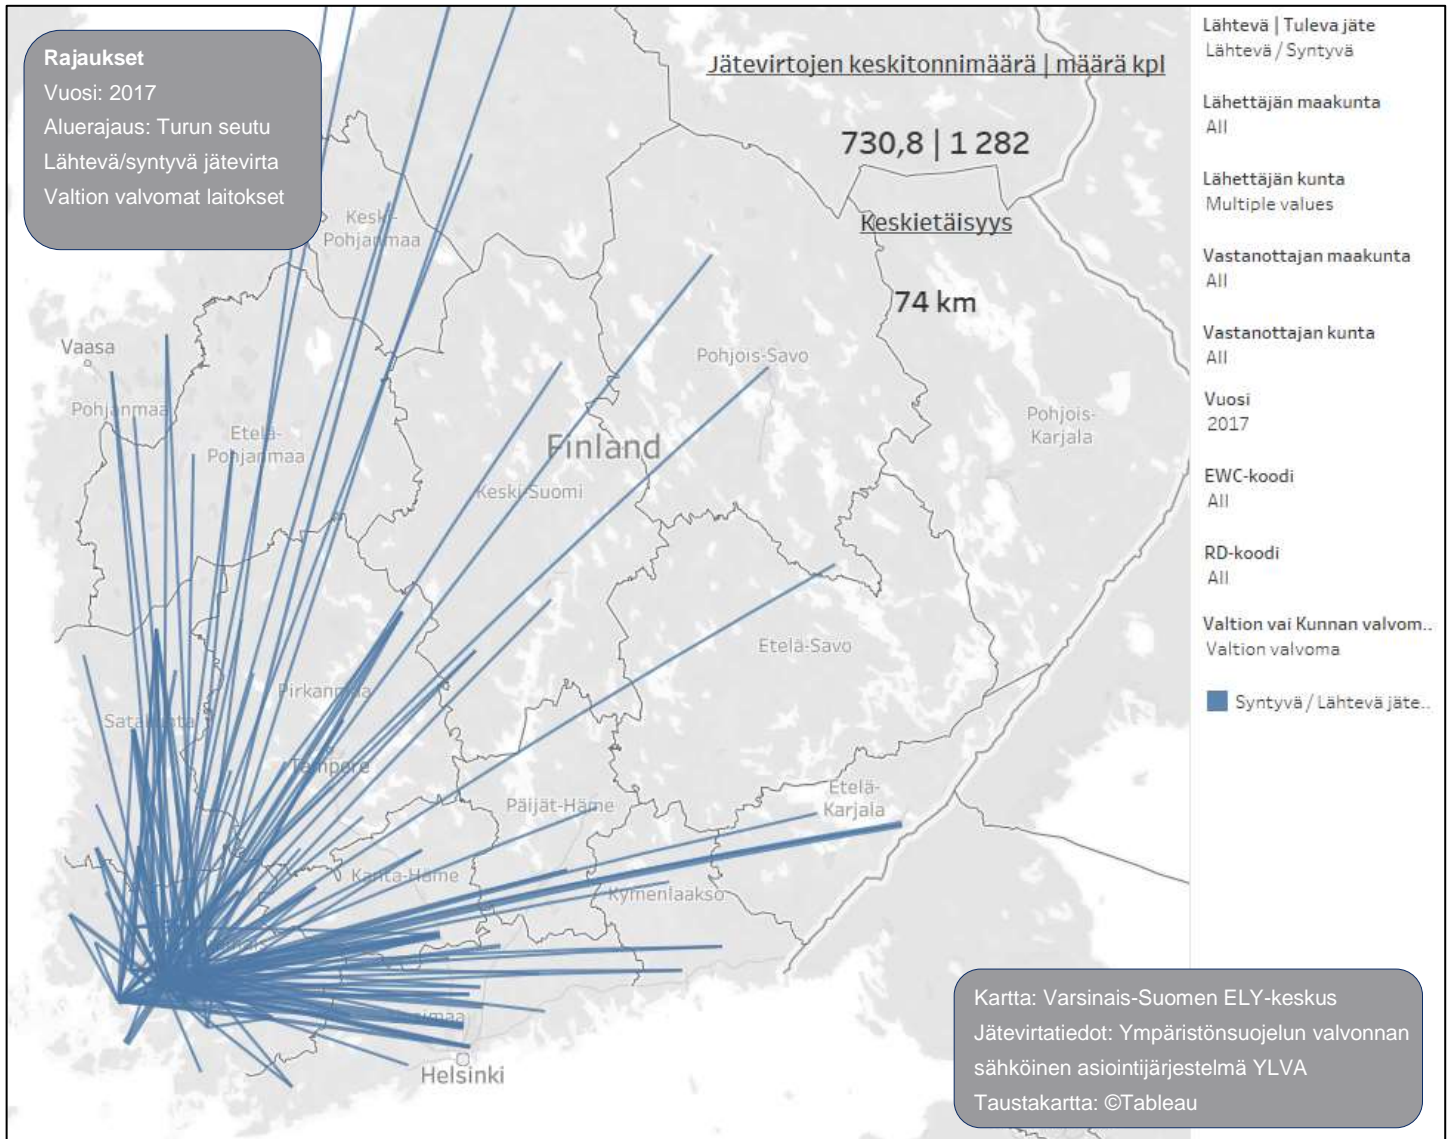 Rajaukset
Vuosi: 2017
Aluerajaus: Turun seutu
Lähtevä/syntyvä jätevirta
Valtion valvomat laitokset
Jätevirtojen keskitonnimäärä | määrä kpl
730,8 | 1 282
Keskietäisyys
74 km
Keski-
Pohjanmaa
Vaasa
Pohjanmaa
Etelä-
Pohjanmaa
Finland
Keski-Suomi
Pohjois-Savo
Pohjois-
Karjala
Etelä-Savo
Pirkanmaa
Satakunta
Tampere
Päijät-Häme
Etelä-
Karjala
Kanta-Häme
Kymenlaakso
Helsinki
Lähtevä | Tuleva jäte
Lähtevä / Syntyvä
Lähettäjän maakunta
All
Lähettäjän kunta
Multiple values
Vastanottajan maakunta
All
Vastanottajan kunta
All
Vuosi
2017
EWC-koodi
All
RD-koodi
All
Valtion vai Kunnan valvom..
Valtion valvoma
Syntyvä / Lähtevä jäte..
Kartta: Varsinais-Suomen ELY-keskus
Jätevirtatiedot: Ympäristönsuojelun valvonnan
sähköinen asiointijärjestelmä YLVA
Taustakartta: ©Tableau